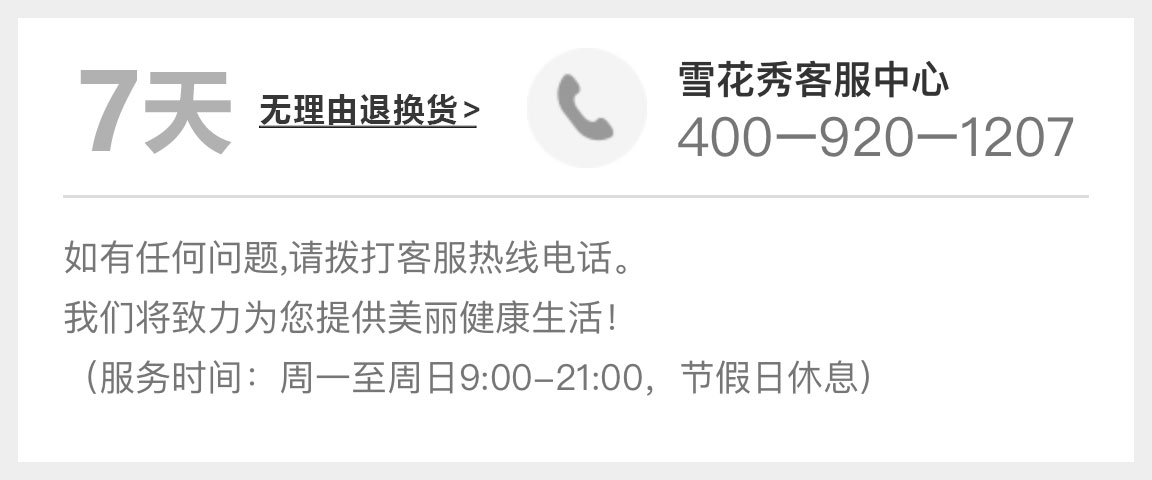 7天
无理由退换货>
雪花秀客服中心
400—920—1207
如有任何问题,请拨打客服热线电话。
我们将致力为您提供美丽健康生活！
（服务时间：周一至周日9:00–21:00，节假日休息）